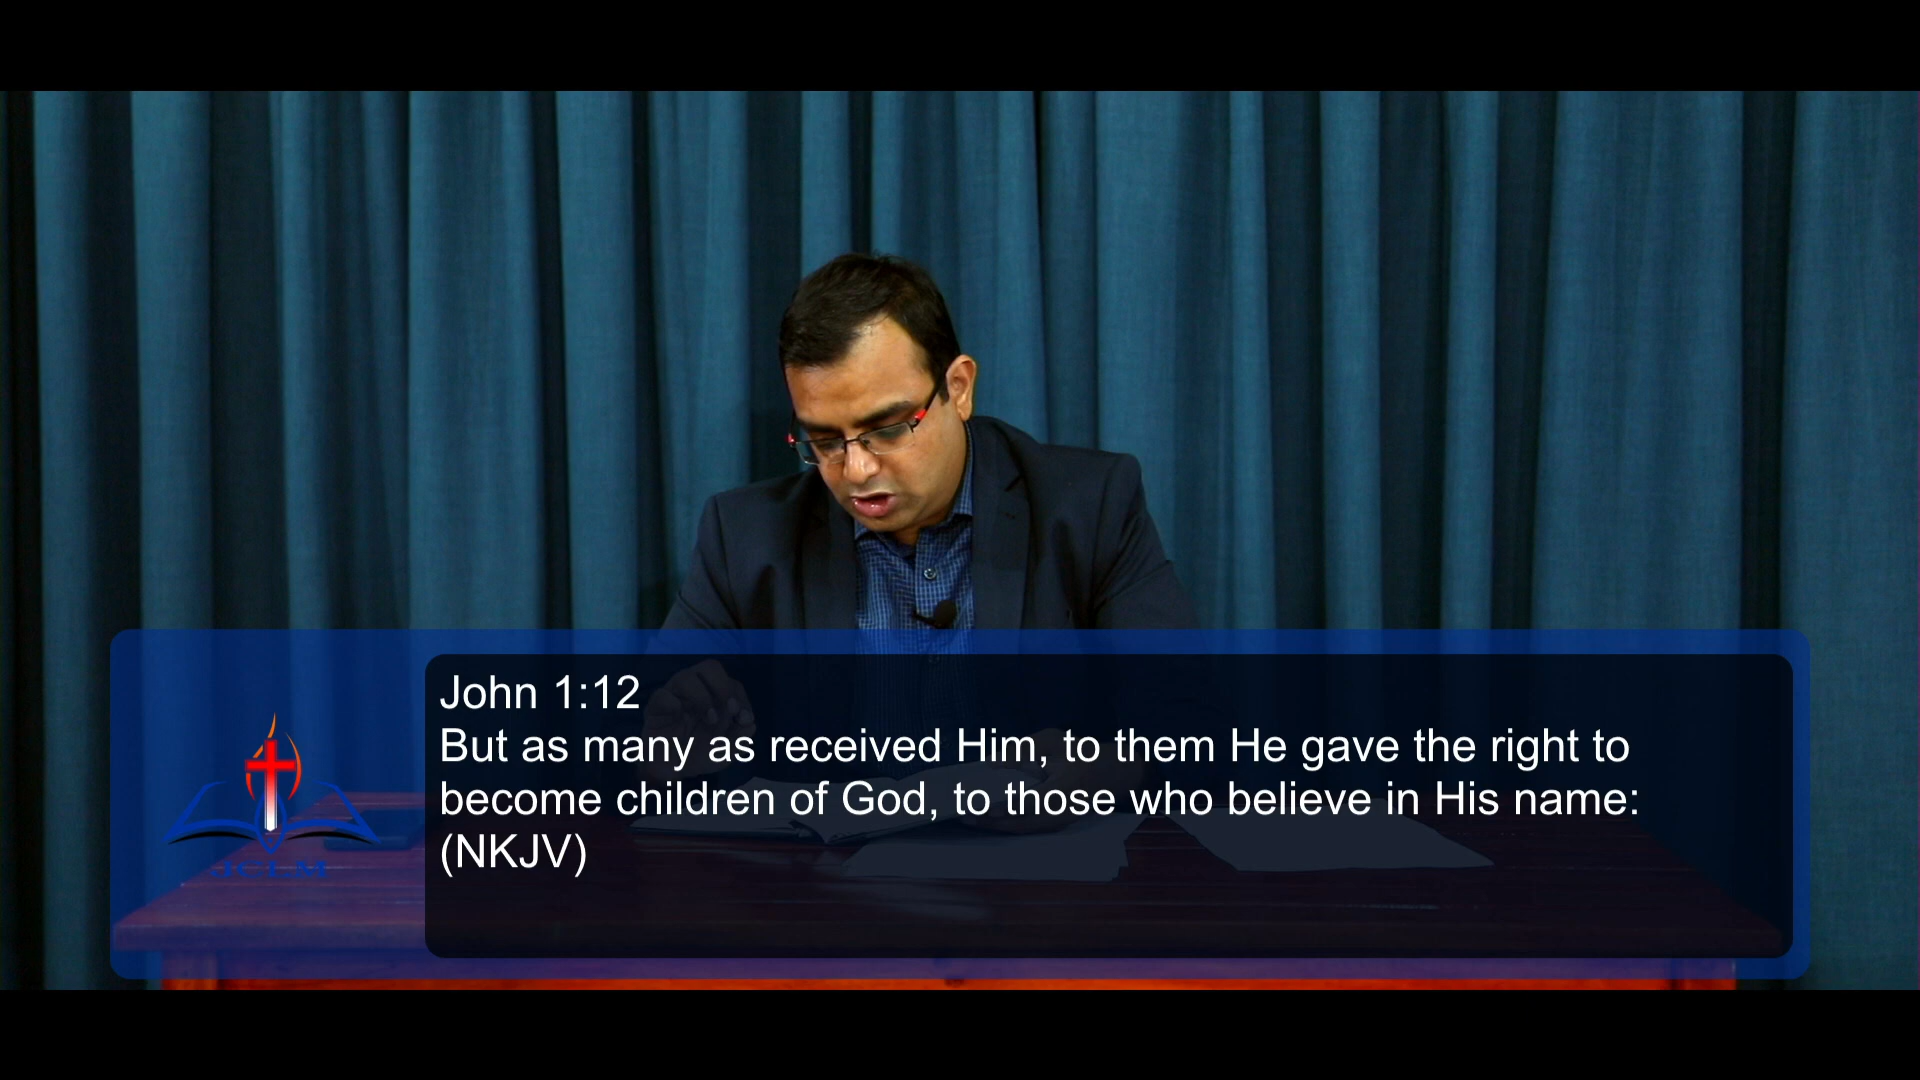 John 1:12
But as many as received Him, to them He gave the right to
become children of God, to those who believe in His name:
(NKJV)
JCLM